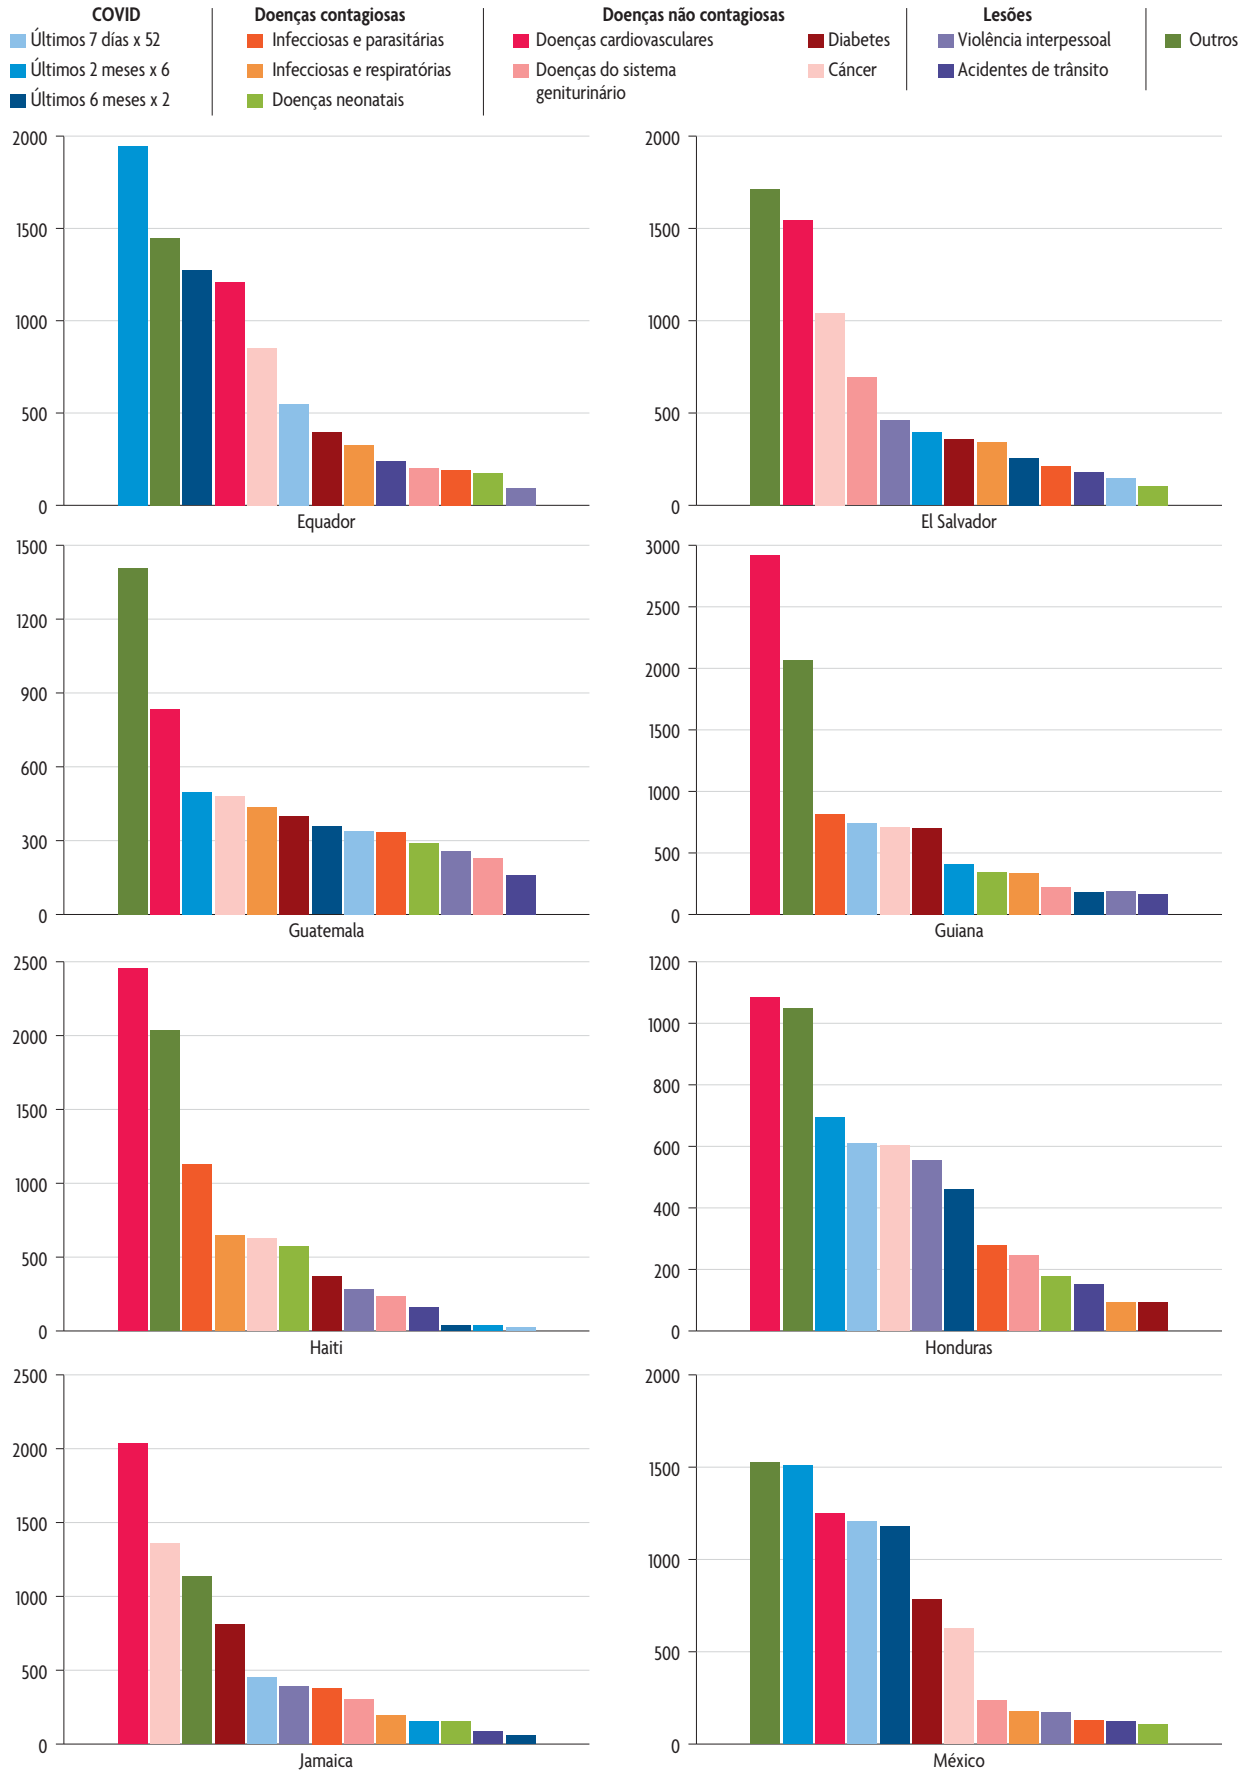 COVID
Últimos 7 días x 52
Últimos 2 meses x 6
Últimos 6 meses x 2
Doenças contagiosas
Infecciosas e parasitárias
Infecciosas e respiratórias
Doenças neonatais
Doenças não contagiosas
Doenças cardiovasculares
Doenças do sistema
geniturinário
Diabetes
Cáncer
Lesões
Violência interpessoal
Acidentes de trânsito
Outros
2000
1500
1000
500
0
Equador
2000
1500
1000
500
0
El Salvador
1500
1200
900
600
300
0
Guatemala
3000
2500
2000
1500
1000
500
0
Guiana
2500
2000
1500
1000
500
0
Haiti
1200
1000
800
600
400
200
0
Honduras
2500
2000
1500
1000
500
0
Jamaica
2000
1500
1000
500
0
México